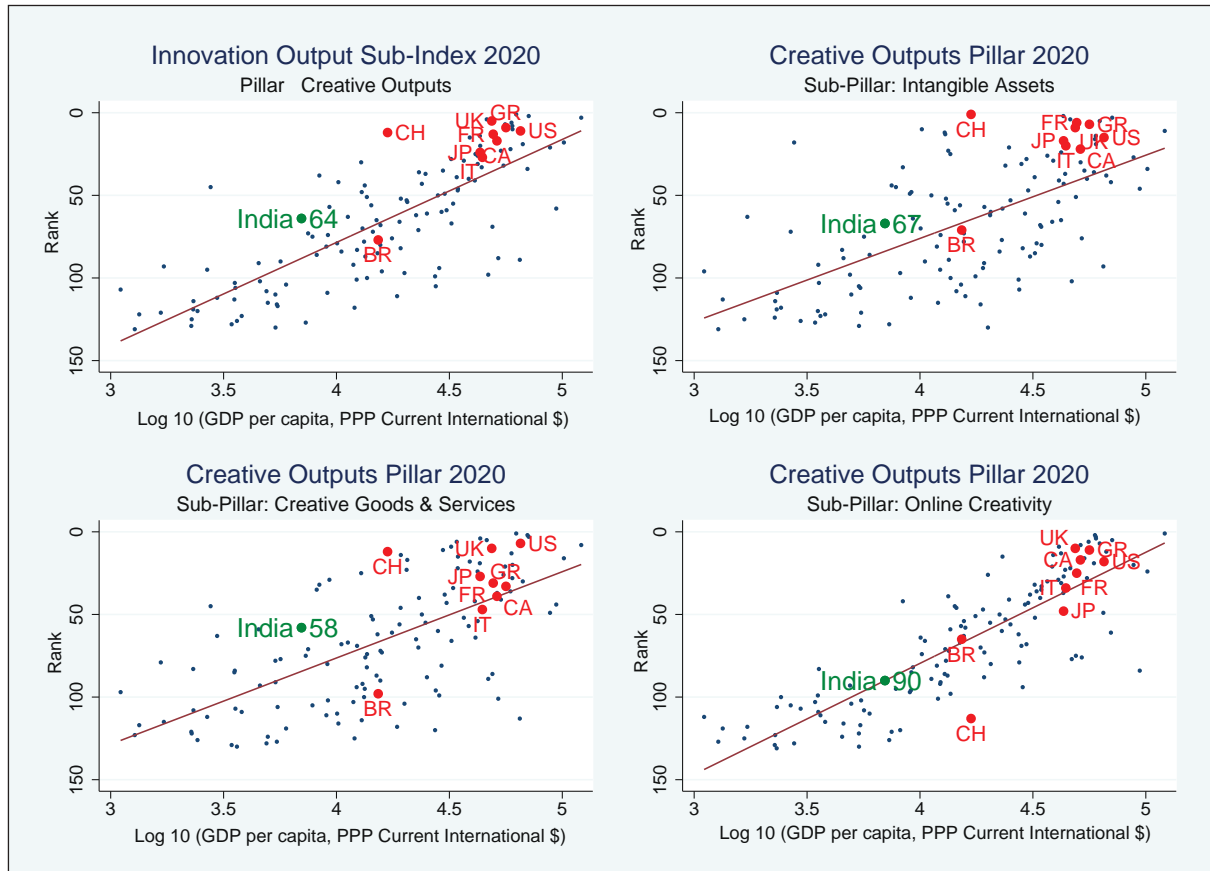 Innovation Output Sub-Index 2020
Pillar Creative Outputs
0
50
100
150
Rank
CH
UK
GR
FR
US
JP
CA
IT
India 64
BR
3
3.5
4
4.5
5
Log 10 (GDP per capita, PPP Current International $)
Creative Outputs Pillar 2020
Sub-Pillar: Intangible Assets
0
50
100
150
Rank
CH
FR
GR
JP
UK
US
IT
CA
India 67
BR
3
3.5
4
4.5
5
Log 10 (GDP per capita, PPP Current International $)
Creative Outputs Pillar 2020
Sub-Pillar: Creative Goods & Services
0
50
100
150
Rank
CH
UK
US
JP
GR
FR
CA
IT
India 58
BR
3
3.5
4
4.5
5
Log 10 (GDP per capita, PPP Current International $)
Creative Outputs Pillar 2020
Sub-Pillar: Online Creativity
0
50
100
150
Rank
UK
GR
CA
US
IT
FR
JP
BR
India 90
CH
3
3.5
4
4.5
5
Log 10 (GDP per capita, PPP Current International $)